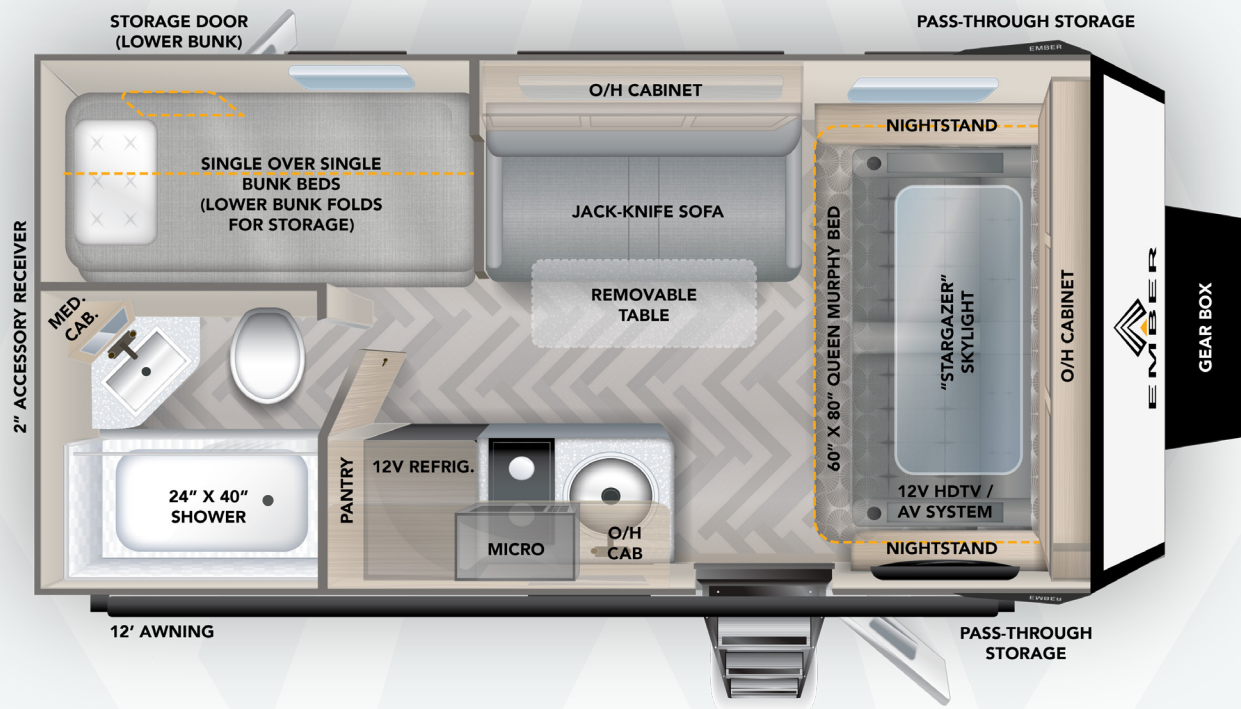 STORAGE DOOR
(LOWER BUNK)
PASS-THROUGH STORAGE
EMBER
O/H CABINET
NIGHTSTAND
SINGLE OVER SINGLE
BUNK BEDS
(LOWER BUNK FOLDS
FOR STORAGE)
JACK-KNIFE SOFA
REMOVABLE
TABLE
2” ACCESSORY RECEIVER
MED.
CAB.
60” X 80” QUEEN MURPHY BED
“STARGAZER”
SKYLIGHT
O/H CABINET
EMBER
GEAR BOX
24” X 40”
SHOWER
PANTRY
12V REFRIG.
MICRO
O/H
CAB
12V HDTV /
AV SYSTEM
NIGHTSTAND
EMBER
12’ AWNING
PASS-THROUGH
STORAGE